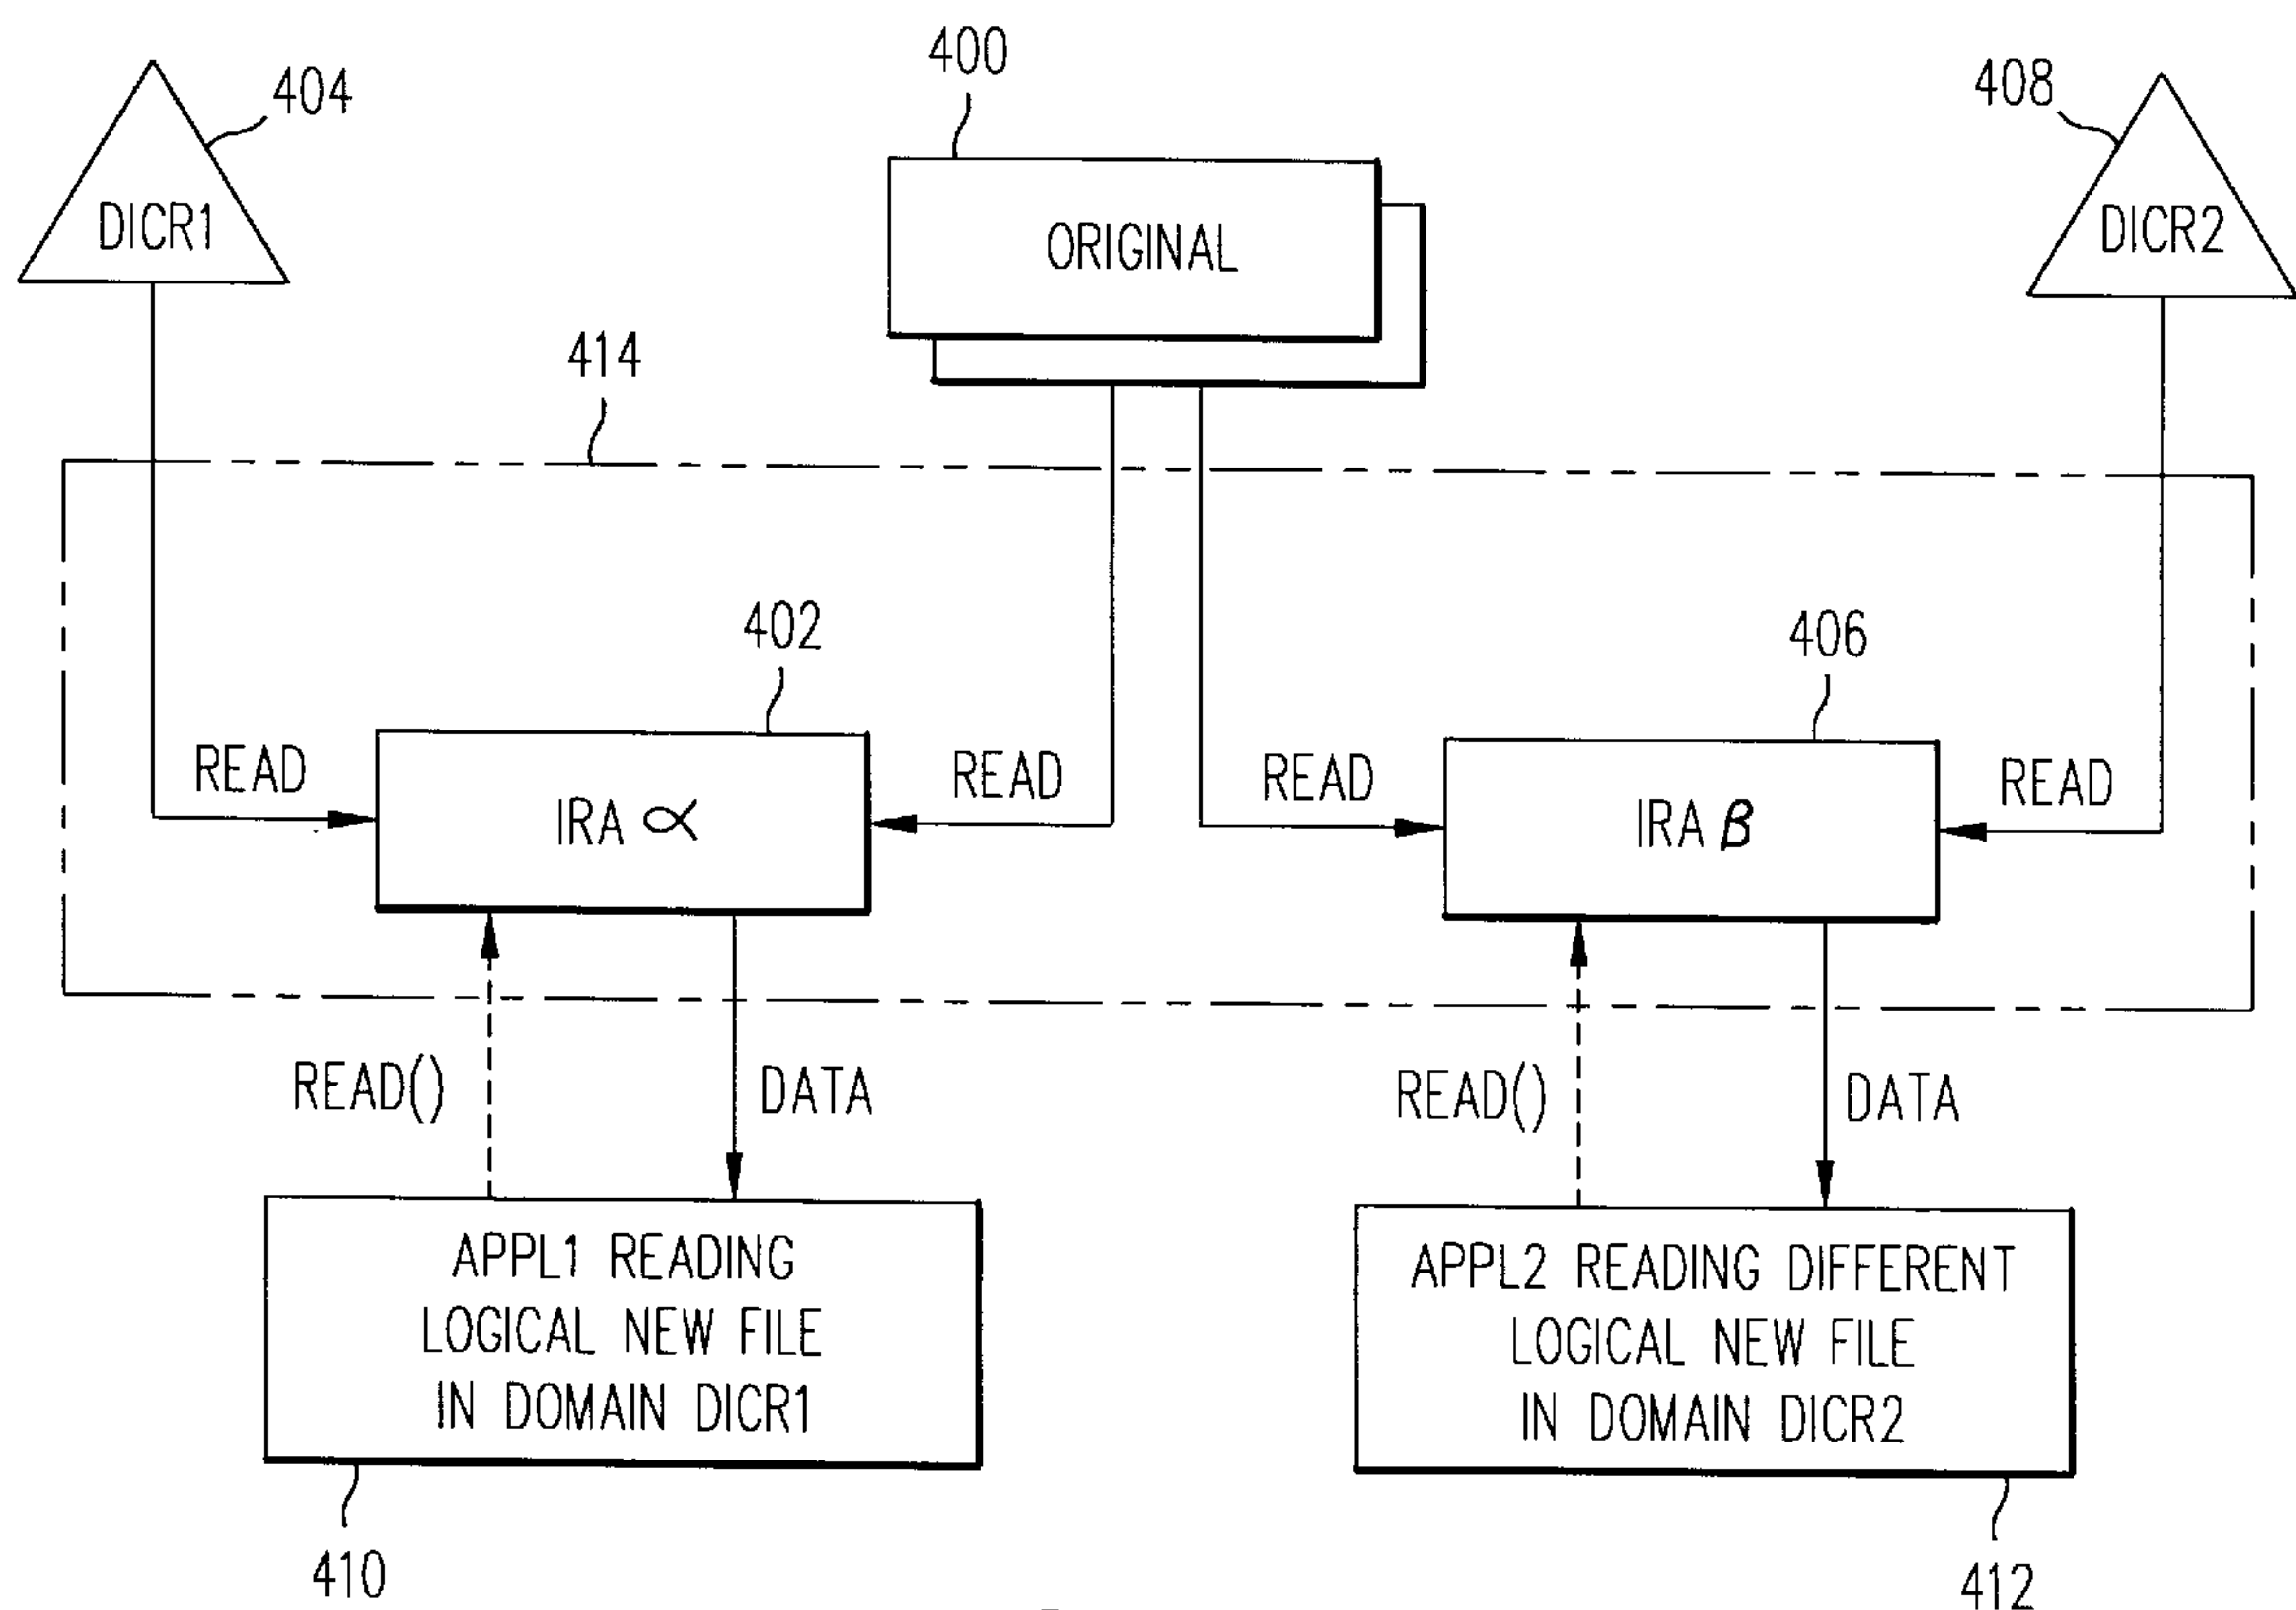 400
404
408
DICR1
ORIGINAL
DICR2
414
402
406
READ
READ
READ
READ
IRA α
IRA β
READ()
DATA
READ()
DATA
APPL1 READING
LOGICAL NEW FILE
IN DOMAIN DICR1
APPL2 READING DIFFERENT
LOGICAL NEW FILE
IN DOMAIN DICR2
410
412